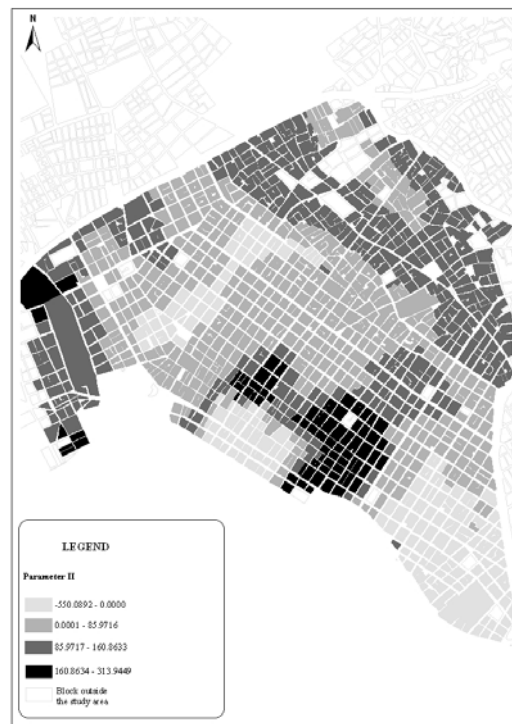 N
LEGEND
Parameter II
-550.0892 - 0.0000
0.0001 - 85.9716
85.9717 - 160.8633
160.8634 - 313.9449
Block outside
the study area